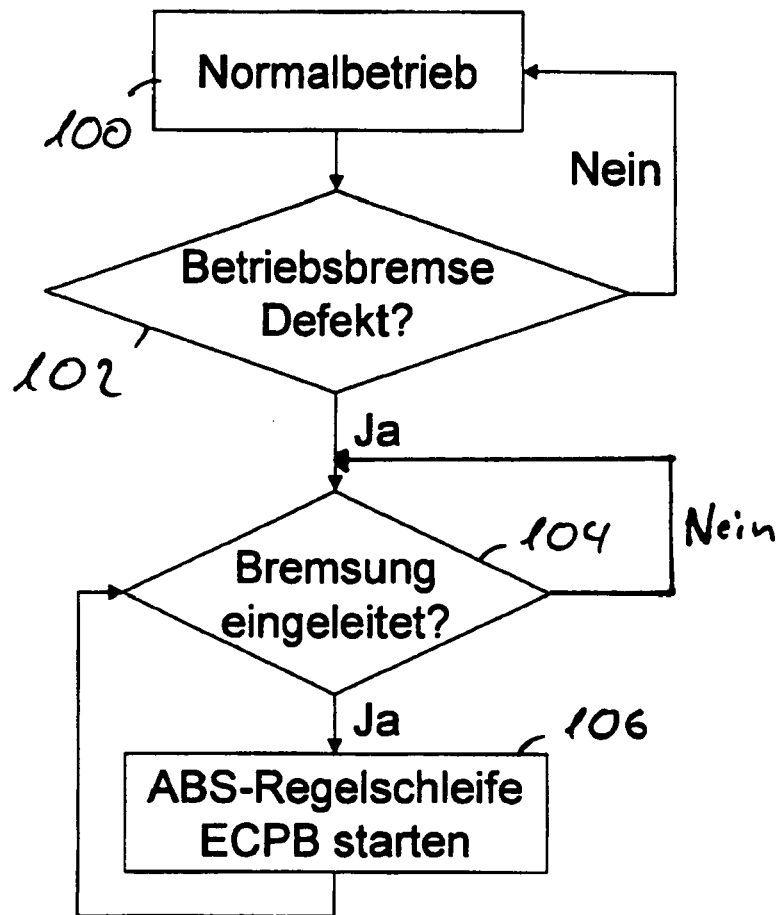 Normalbetrieb
100
Nein
Betriebsbremse
Defekt?
102
Ja
104
Nein
Bremsung
eingeleitet?
Ja
106
ABS-Regelschleife
ECPB starten